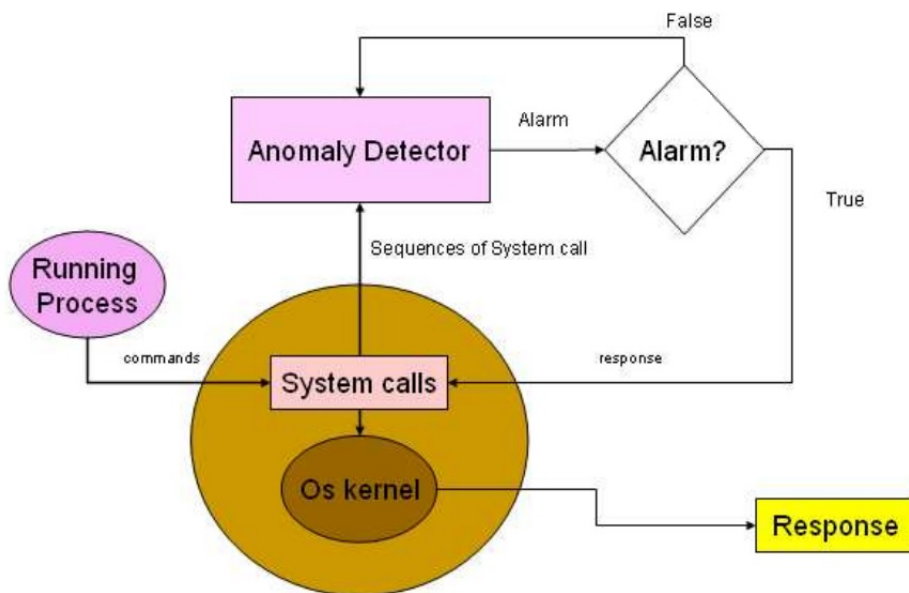 False
Alarm
Anomaly Detector
Alarm?
True
Sequences of System call
Running
Process
commands
response
System calls
Os kernel
Response